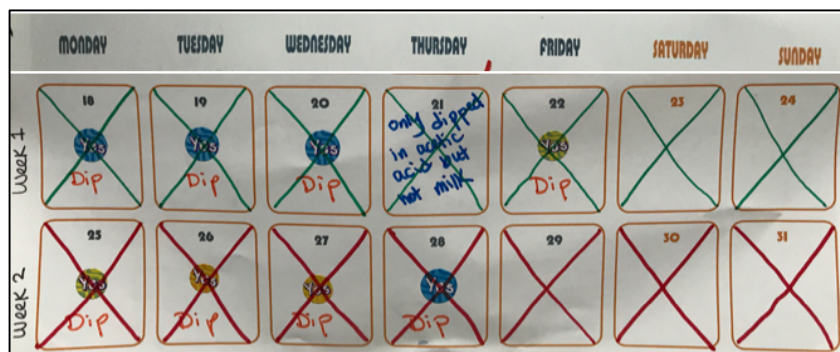 MONDAY TUESDAY WEDNESDAY THURSDAY FRIDAY SATURDAY SUNDAY
Week 1
18 19 20 21 22 23 24
only dipped
in acetic
acid but
not milk
Yes Yes Yes Yes
Dip Dip Dip Dip
Week 2
25 26 27 28 29 30 31
Yes Yes Yes Yes
Dip Dip Dip Dip